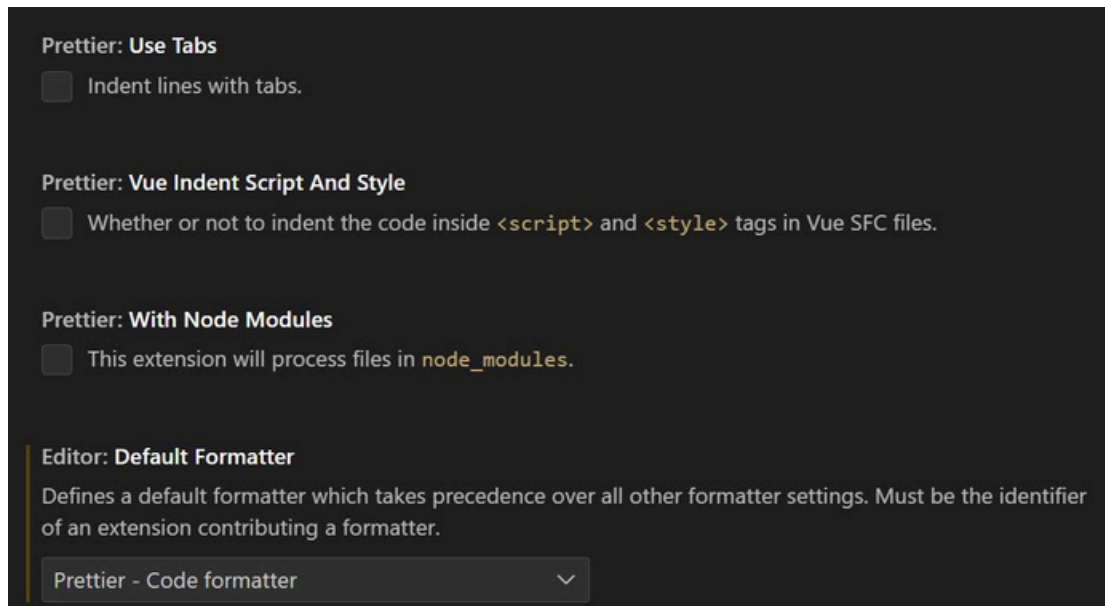 Prettier: Use Tabs
Indent lines with tabs.
Prettier: Vue Indent Script And Style
Whether or not to indent the code inside <script> and <style> tags in Vue SFC files.
Prettier: With Node Modules
This extension will process files in node_modules.
Editor: Default Formatter
Defines a default formatter which takes precedence over all other formatter settings. Must be the identifier
of an extension contributing a formatter.
Prettier - Code formatter